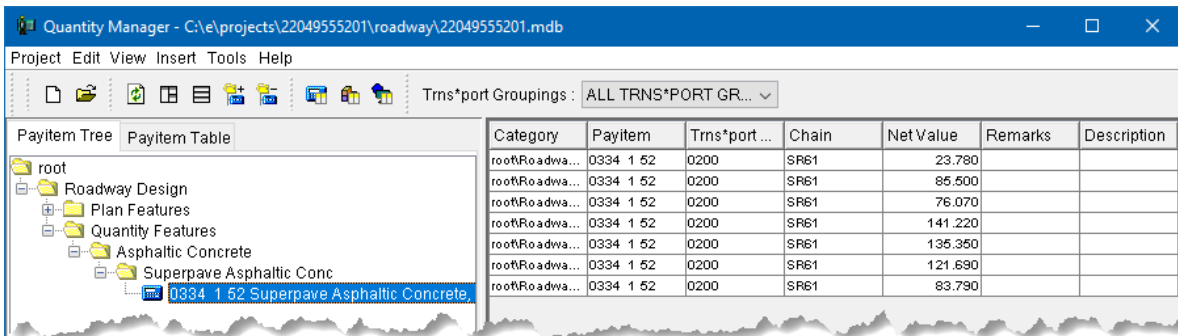 Quantity Manager - C:\e\projects\22049555201\roadway\22049555201.mdb
Project Edit View Insert Tools Help
Trns*port Groupings : ALL TRNS*PORT GR...
Payitem Tree Payitem Table
Category Payitem Trns*port ... Chain Net Value Remarks Description
root
Roadway Design
Plan Features
Quantity Features
Asphaltic Concrete
Superpave Asphaltic Conc
0334 1 52 Superpave Asphaltic Concrete,
root\Roadwa... 0334 1 52 0200 SR61 23.780
root\Roadwa... 0334 1 52 0200 SR61 85.500
root\Roadwa... 0334 1 52 0200 SR61 76.070
root\Roadwa... 0334 1 52 0200 SR61 141.220
root\Roadwa... 0334 1 52 0200 SR61 135.350
root\Roadwa... 0334 1 52 0200 SR61 121.690
root\Roadwa... 0334 1 52 0200 SR61 83.790